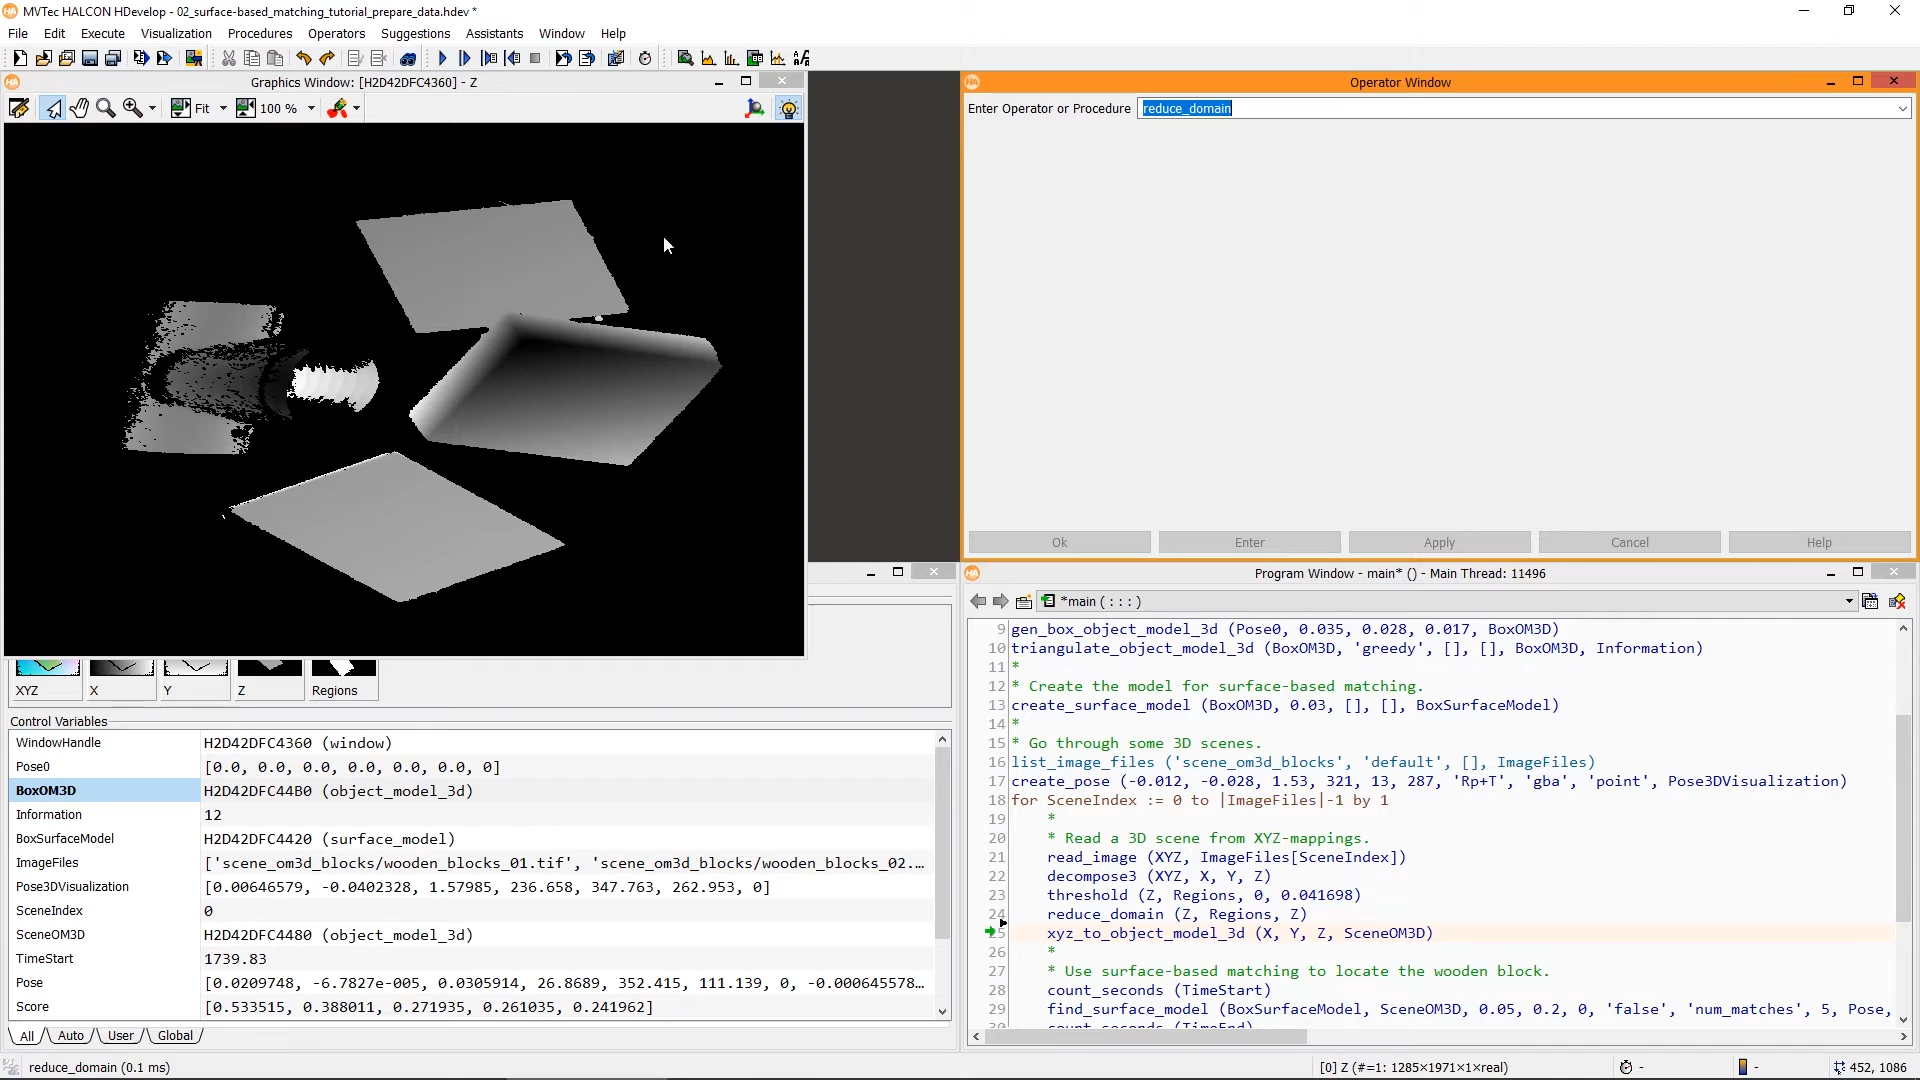 MVTec HALCON HDevelop - 02_surface-based_matching_tutorial_prepare_data.hdev *
File Edit Execute Visualization Procedures Operators Suggestions Assistants Window Help
Graphics Window: [H2D42DFC4360] - Z
Fit 100 %
Operator Window
Enter Operator or Procedure reduce_domain
Ok Enter Apply Cancel Help
XYZ X Y Z Regions
Control Variables
WindowHandle H2D42DFC4360 (window)
Pose0 [0.0, 0.0, 0.0, 0.0, 0.0, 0.0, 0]
BoxOM3D H2D42DFC44B0 (object_model_3d)
Information 12
BoxSurfaceModel H2D42DFC4420 (surface_model)
ImageFiles ['scene_om3d_blocks/wooden_blocks_01.tif', 'scene_om3d_blocks/wooden_blocks_02....
Pose3DVisualization [0.00646579, -0.0402328, 1.57985, 236.658, 347.763, 262.953, 0]
SceneIndex 0
SceneOM3D H2D42DFC4480 (object_model_3d)
TimeStart 1739.83
Pose [0.0209748, -6.7827e-005, 0.0305914, 26.8689, 352.415, 111.139, 0, -0.000645578...
Score [0.533515, 0.388011, 0.271935, 0.261035, 0.241962]
All Auto User Global
Program Window - main* () - Main Thread: 11496
*main ( : : : )
9 gen_box_object_model_3d (Pose0, 0.035, 0.028, 0.017, BoxOM3D)
10 triangulate_object_model_3d (BoxOM3D, 'greedy', [], [], BoxOM3D, Information)
11 *
12 * Create the model for surface-based matching.
13 create_surface_model (BoxOM3D, 0.03, [], [], BoxSurfaceModel)
14 *
15 * Go through some 3D scenes.
16 list_image_files ('scene_om3d_blocks', 'default', [], ImageFiles)
17 create_pose (-0.012, -0.028, 1.53, 321, 13, 287, 'Rp+T', 'gba', 'point', Pose3DVisualization)
18 for SceneIndex := 0 to |ImageFiles|-1 by 1
19 *
20 * Read a 3D scene from XYZ-mappings.
21 read_image (XYZ, ImageFiles[SceneIndex])
22 decompose3 (XYZ, X, Y, Z)
23 threshold (Z, Regions, 0, 0.041698)
24 reduce_domain (Z, Regions, Z)
25 xyz_to_object_model_3d (X, Y, Z, SceneOM3D)
26 *
27 * Use surface-based matching to locate the wooden block.
28 count_seconds (TimeStart)
29 find_surface_model (BoxSurfaceModel, SceneOM3D, 0.05, 0.2, 0, 'false', 'num_matches', 5, Pose,
30 count_seconds (TimeEnd)
reduce_domain (0.1 ms)
[0] Z (#=1: 1285×1971×1×real) - - 452, 1086